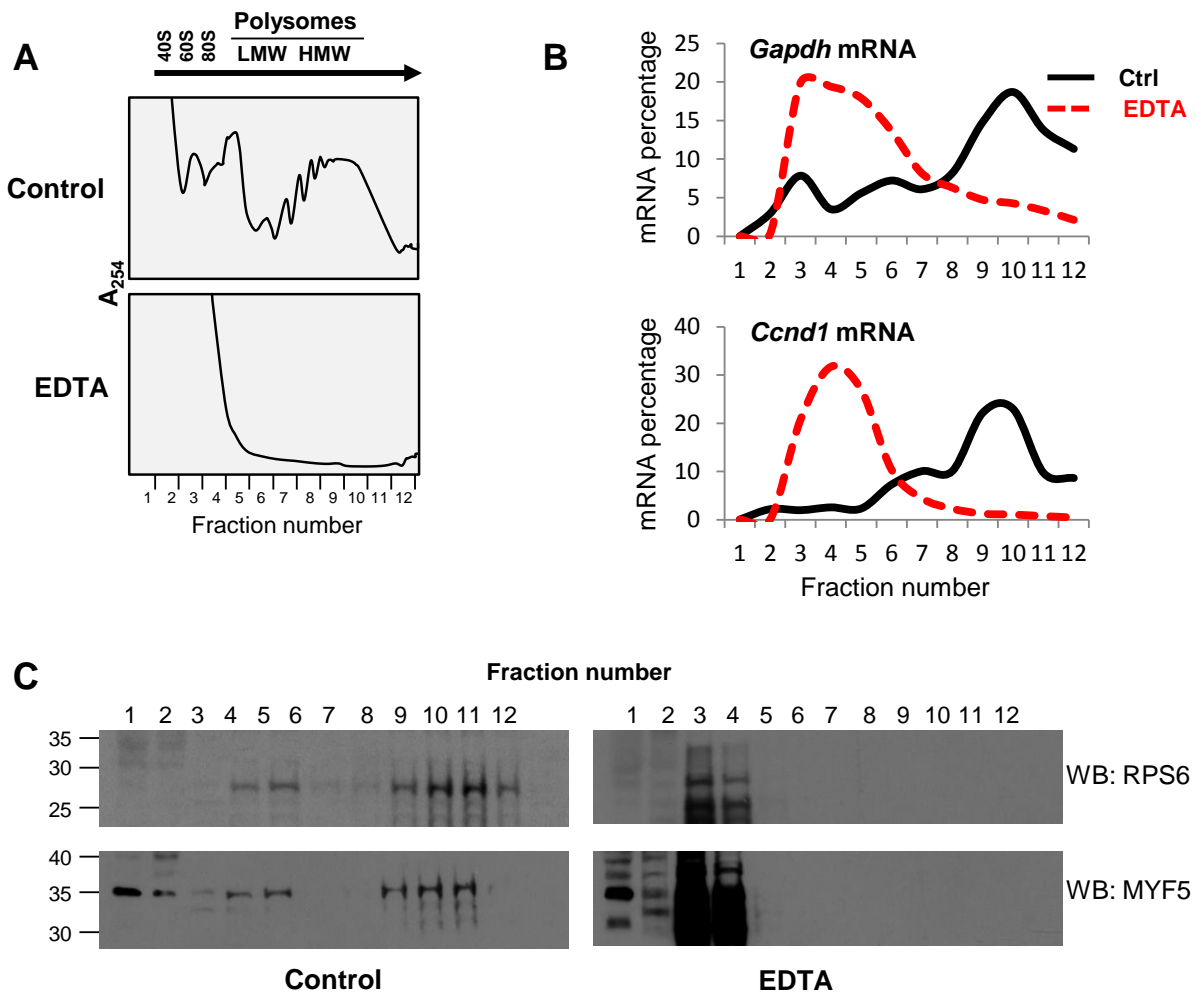 A
40S 60S 80S
Polysomes
LMW HMW
Control
A254
EDTA
1 2 3 4 5 6 7 8 9 10 11 12
Fraction number
B
Gapdh mRNA
Ctrl
EDTA
mRNA percentage
25
20
15
10
5
0
1 2 3 4 5 6 7 8 9 10 11 12
Ccnd1 mRNA
mRNA percentage
40
30
20
10
0
1 2 3 4 5 6 7 8 9 10 11 12
Fraction number
C
Fraction number
1 2 3 4 5 6 7 8 9 10 11 12
1 2 3 4 5 6 7 8 9 10 11 12
35
30
25
WB: RPS6
40
35
30
WB: MYF5
Control
EDTA